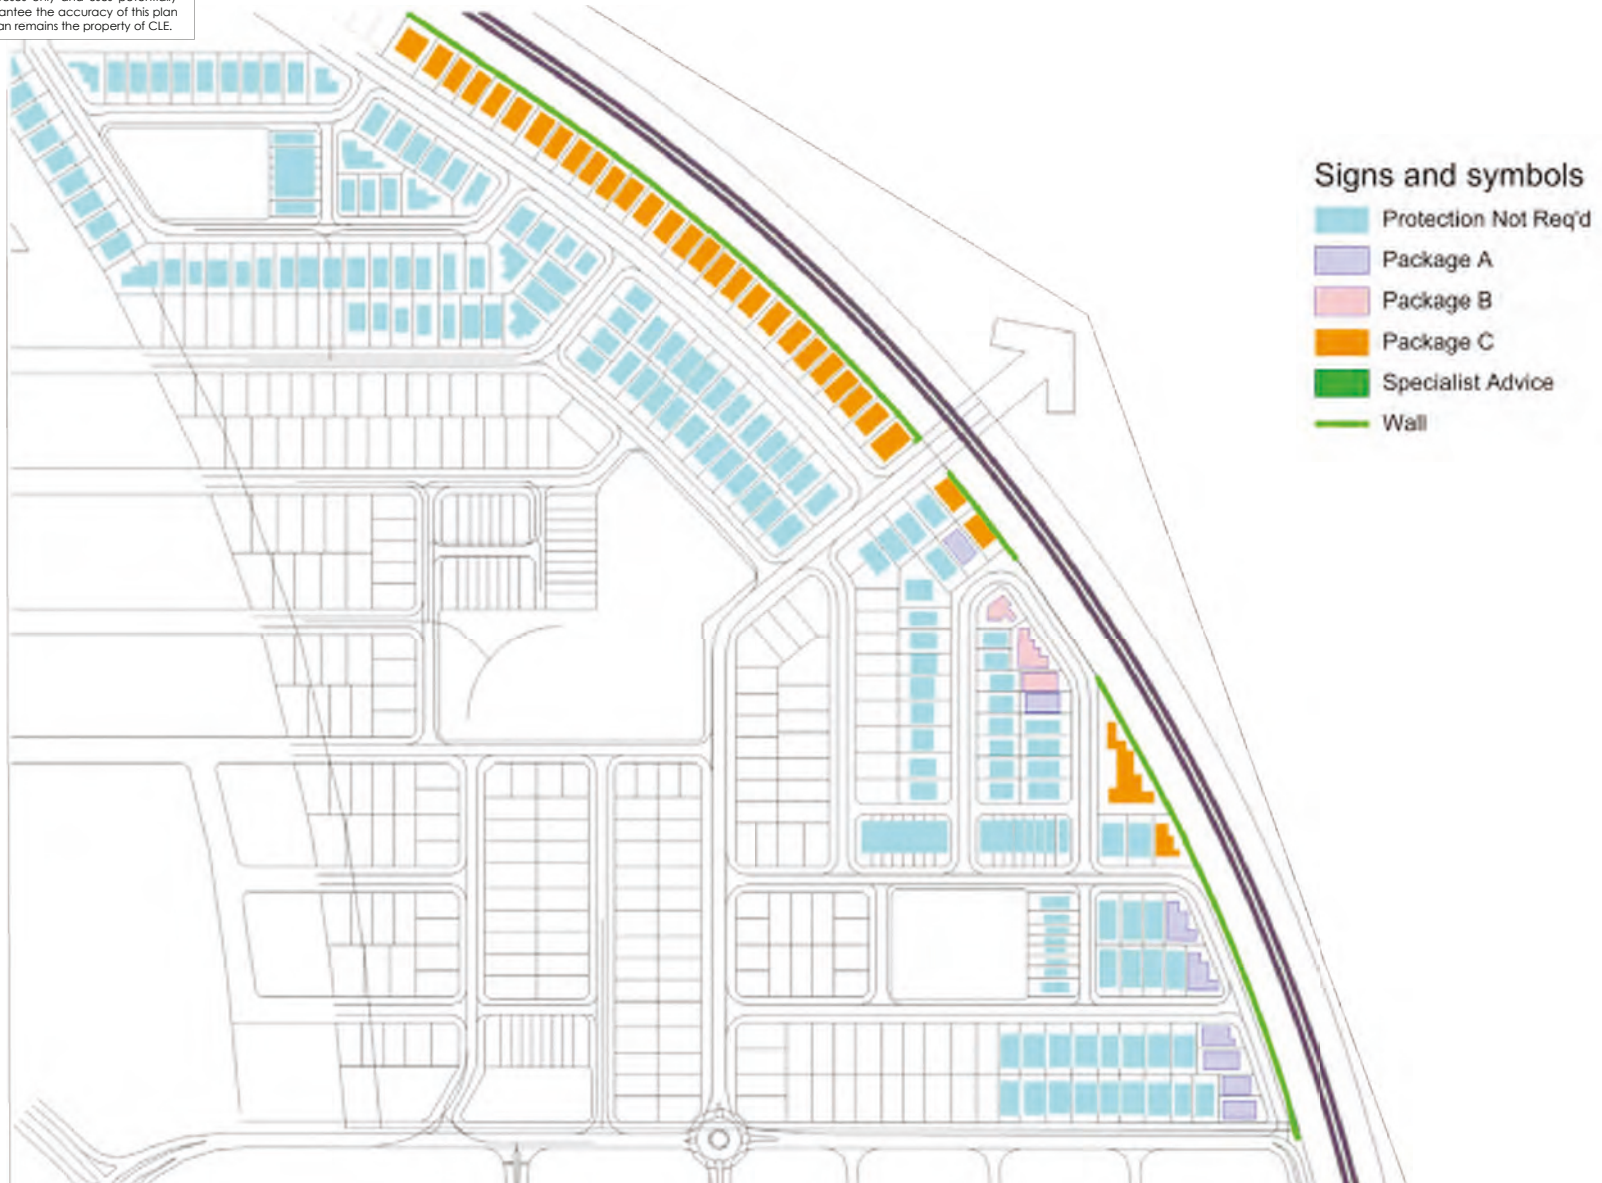 antee the accuracy of this plan
an remains the property of CLE.
Signs and symbols
Protection Not Req'd
Package A
Package B
Package C
Specialist Advice
Wall